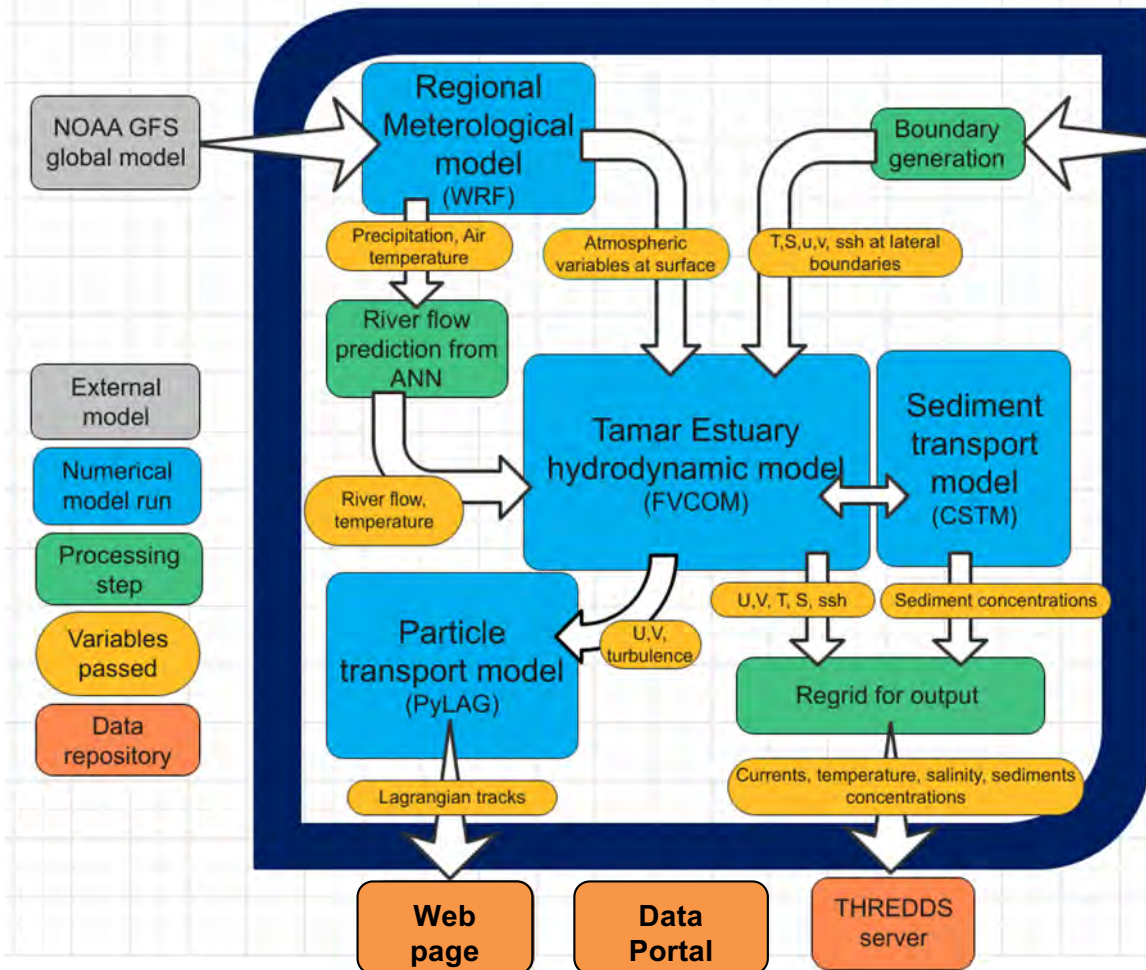 NOAA GFS
global model
Regional
Meterological
model
(WRF)
Boundary
generation
Precipitation, Air
temperature
Atmospheric
variables at surface
T,S,u,v, ssh at lateral
boundaries
River flow
prediction from
ANN
External
model
Numerical
model run
Processing
step
Variables
passed
Data
repository
Tamar Estuary
hydrodynamic model
(FVCOM)
Sediment
transport
model
(CSTM)
River flow,
temperature
U,V, T, S, ssh
Sediment concentrations
U,V,
turbulence
Particle
transport model
(PyLAG)
Regrid for output
Lagrangian tracks
Currents, temperature, salinity, sediments
concentrations
Web
page
Data
Portal
THREDDS
server